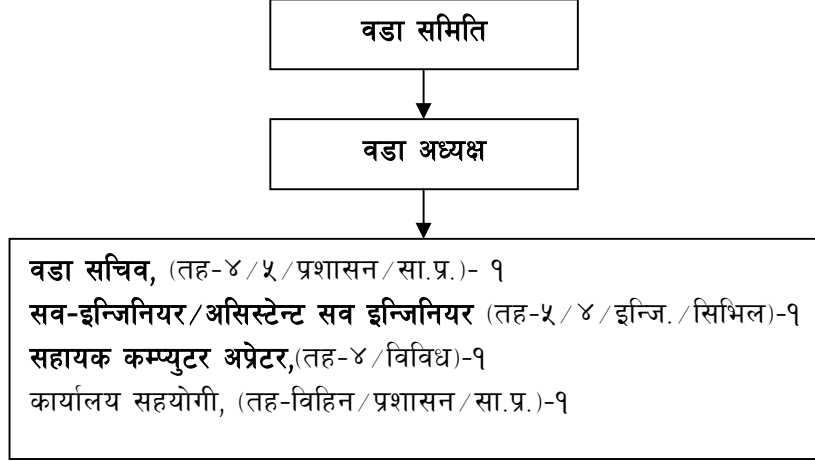 वडा समिति
वडा अध्यक्ष
वडा सचिव, (तह-४/५/प्रशासन/सा.प्र.)- १
सव-इन्जिनियर/असिस्टेन्ट सव इन्जिनियर (तह-५/४/इन्जि./सिभिल)-१
सहायक कम्प्युटर अप्रेटर,(तह-४/विविध)-१
कार्यालय सहयोगी, (तह-विहिन/प्रशासन/सा.प्र.)-१